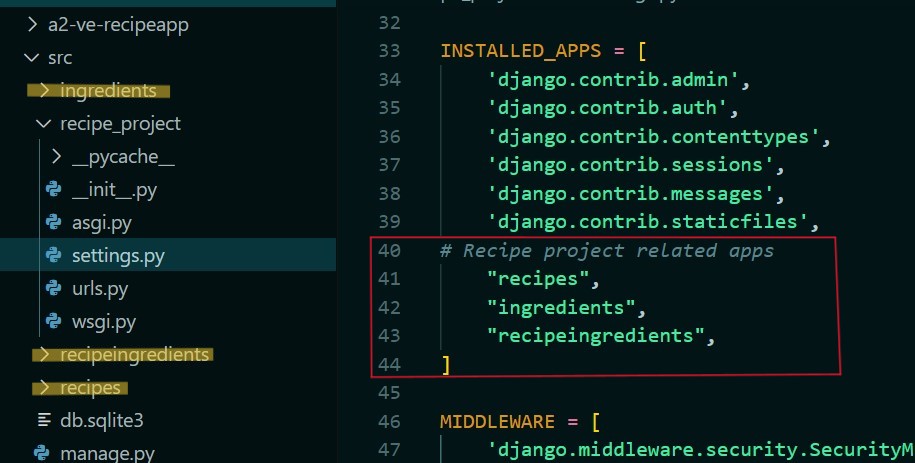 a2-ve-recipeapp
src
ingredients
recipe_project
__pycache__
__init__.py
asgi.py
settings.py
urls.py
wsgi.py
recipeingredients
recipes
db.sqlite3
manage.py
32
33 INSTALLED_APPS = [
34 'django.contrib.admin',
35 'django.contrib.auth',
36 'django.contrib.contenttypes',
37 'django.contrib.sessions',
38 'django.contrib.messages',
39 'django.contrib.staticfiles',
40 # Recipe project related apps
41 "recipes",
42 "ingredients",
43 "recipeingredients",
44 ]
45
46 MIDDLEWARE = [
47 'django.middleware.security.SecurityM